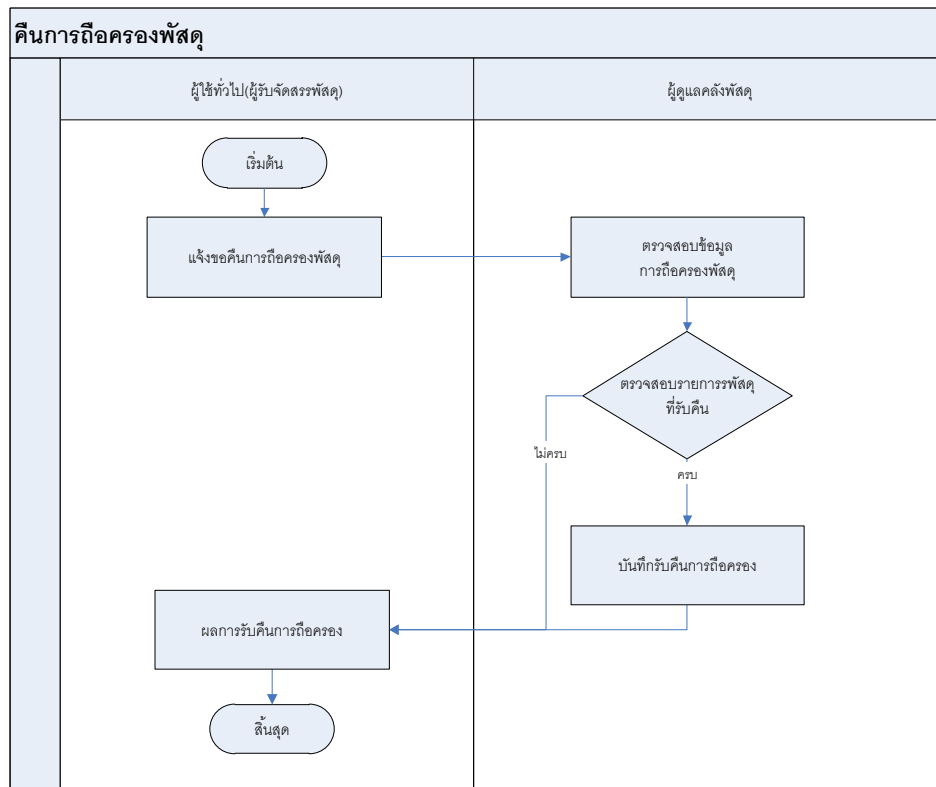 คืนการถือครองพัสดุ
ผู้ใช้ทั่วไป(ผู้รับจัดสรรพัสดุ)
ผู้ดูแลคลังพัสดุ
เริ่มต้น
แจ้งขอคืนการถือครองพัสดุ
ตรวจสอบข้อมูล
การถือครองพัสดุ
ตรวจสอบรายการรพัสดุ
ที่รับคืน
ไม่ครบ
ครบ
บันทึกรับคืนการถือครอง
ผลการรับคืนการถือครอง
สิ้นสุด